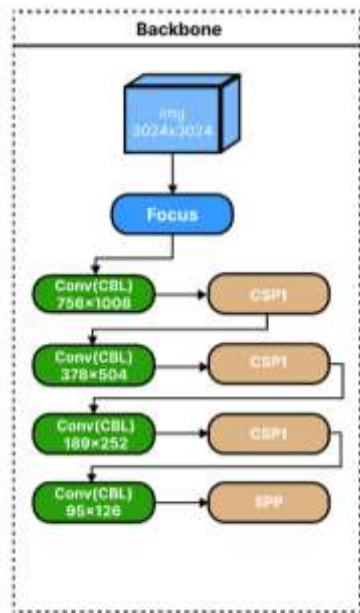 Backbone
img
3024x3024
Focus
Conv(CBL)
756×1008
CSP1
Conv(CBL)
378×504
CSP1
Conv(CBL)
189×252
CSP1
Conv(CBL)
95×126
SPP